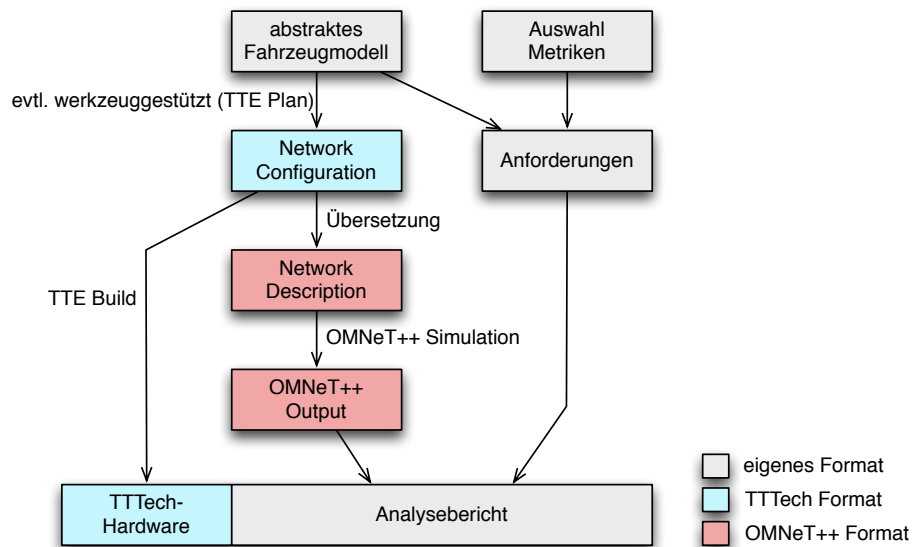 abstraktes
Fahrzeugmodell
Auswahl
Metriken
evtl. werkzeuggestützt (TTE Plan)
Network
Configuration
Anforderungen
Übersetzung
Network
Description
TTE Build
OMNeT++ Simulation
OMNeT++
Output
TTTech-
Hardware
Analysebericht
eigenes Format
TTTech Format
OMNeT++ Format